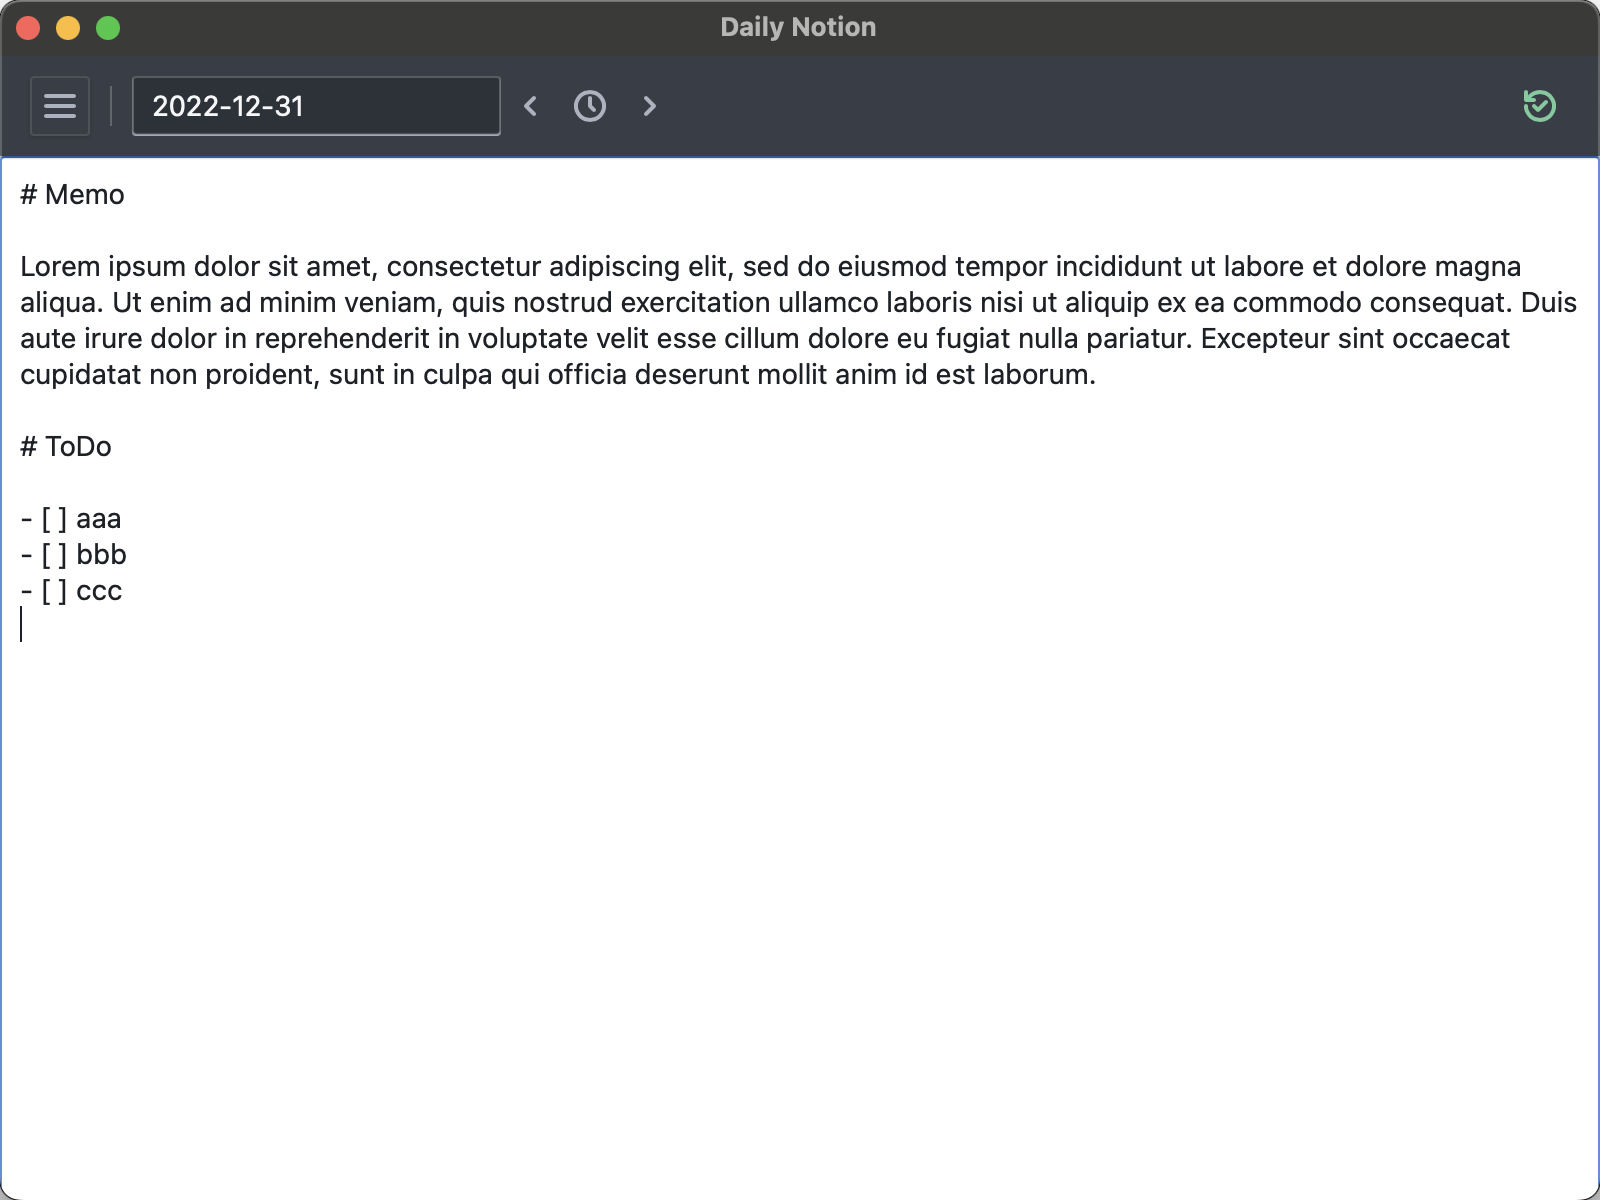 Daily Notion
2022-12-31
# Memo
Lorem ipsum dolor sit amet, consectetur adipiscing elit, sed do eiusmod tempor incididunt ut labore et dolore magna
aliqua. Ut enim ad minim veniam, quis nostrud exercitation ullamco laboris nisi ut aliquip ex ea commodo consequat. Duis
aute irure dolor in reprehenderit in voluptate velit esse cillum dolore eu fugiat nulla pariatur. Excepteur sint occaecat
cupidatat non proident, sunt in culpa qui officia deserunt mollit anim id est laborum.
# ToDo
- [ ] aaa
- [ ] bbb
- [ ] ccc